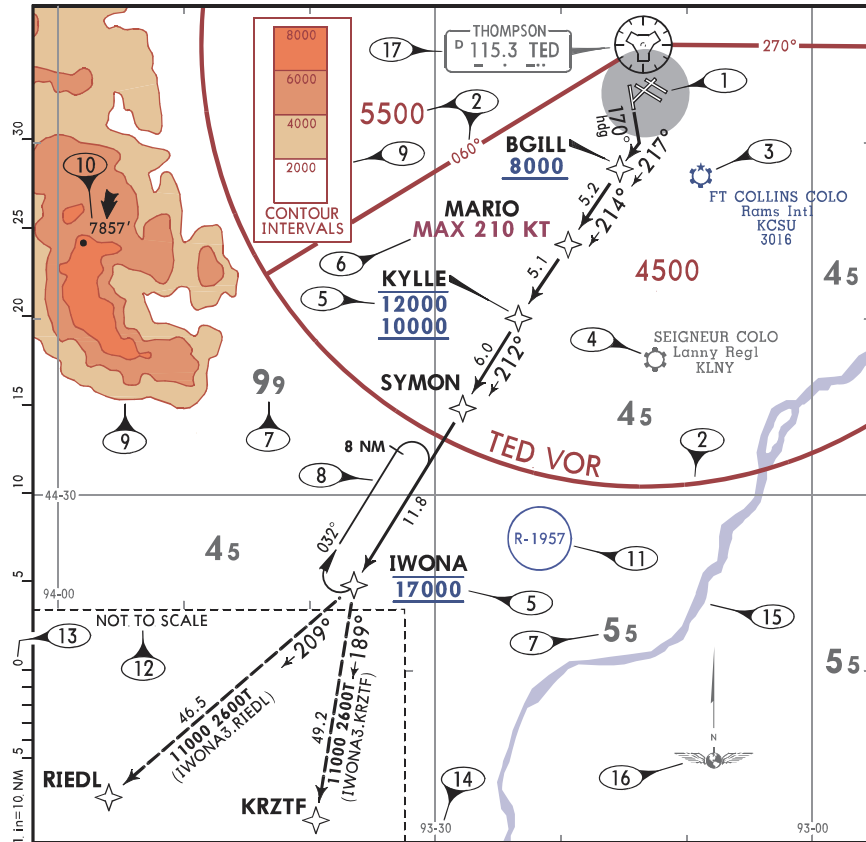 8000
6000
4000
2000
CONTOUR
INTERVALS
17
THOMPSON
D 115.3 TED
270°
1
5500
2
060°
9
170°
hdg
BGILL
8000
217°
3
FT COLLINS COLO
Rams Intl
KCSU
3016
10
7857'
MARIO
MAX 210 KT
6
5.2
214°
4500
45
5
KYLLE
12000
10000
5.1
4
SEIGNEUR COLO
Lanny Regl
KLNY
99
7
9
SYMON
6.0
212°
45
TED VOR
2
8 NM
8
032°
11.8
44-30
45
R-1957
11
IWONA
17000
5
94-00
7
55
15
55
13
NOT TO SCALE
12
209°
189°
46.5
11000 2600T
(IWONA3.RIEDL)
49.2
11000 2600T
(IWONA3.KRZTF)
RIEDL
KRZTF
14
93-30
16
N
93-00
30
25
20
15
10
5
0
5
1 in=10 NM